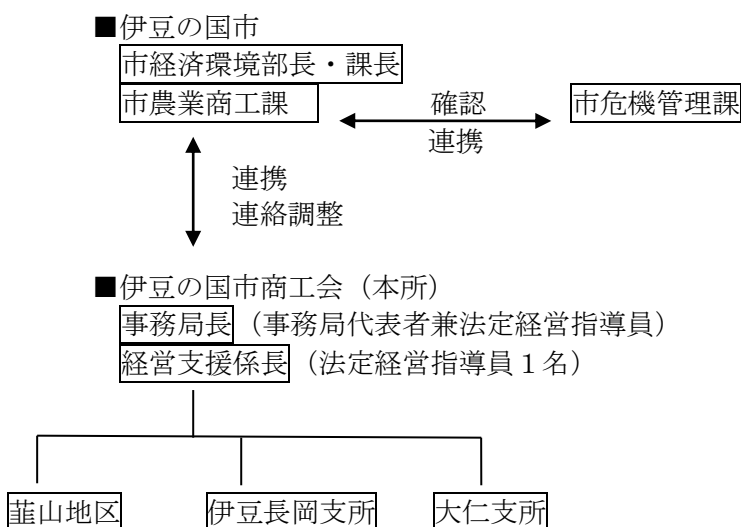 ■伊豆の国市
市経済環境部長・課長
市農業商工課 確認 市危機管理課
連携
連携
連絡調整
■伊豆の国市商工会（本所）
事務局長（事務局代表者兼法定経営指導員）
経営支援係長（法定経営指導員１名）
韮山地区 伊豆長岡支所 大仁支所